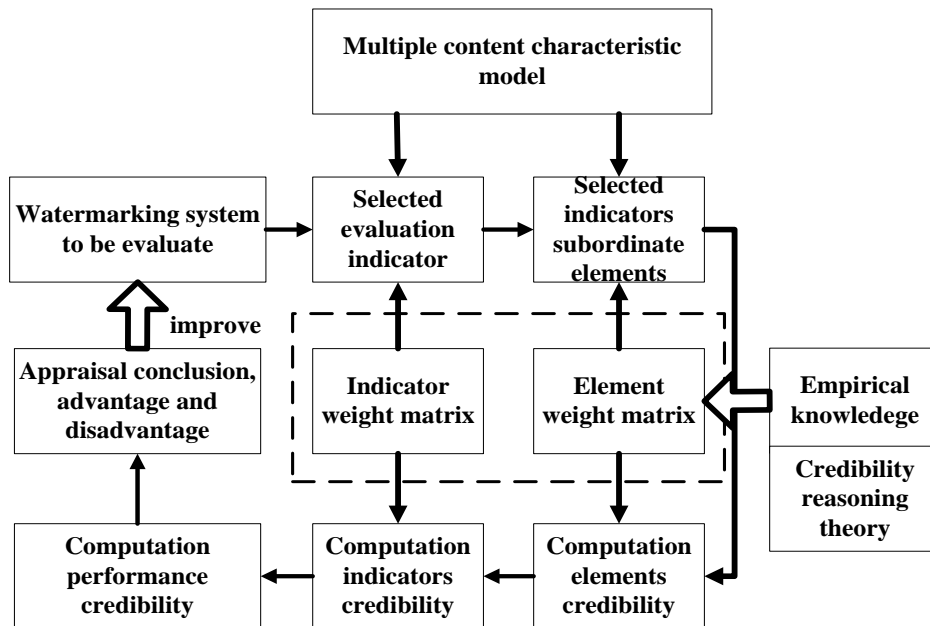 Multiple content characteristic
model
Watermarking system
to be evaluate
Selected
evaluation
indicator
Selected
indicators
subordinate
elements
improve
Appraisal conclusion,
advantage and
disadvantage
Indicator
weight matrix
Element
weight matrix
Empirical
knowledege
Credibility
reasoning
theory
Computation
performance
credibility
Computation
indicators
credibility
Computation
elements
credibility